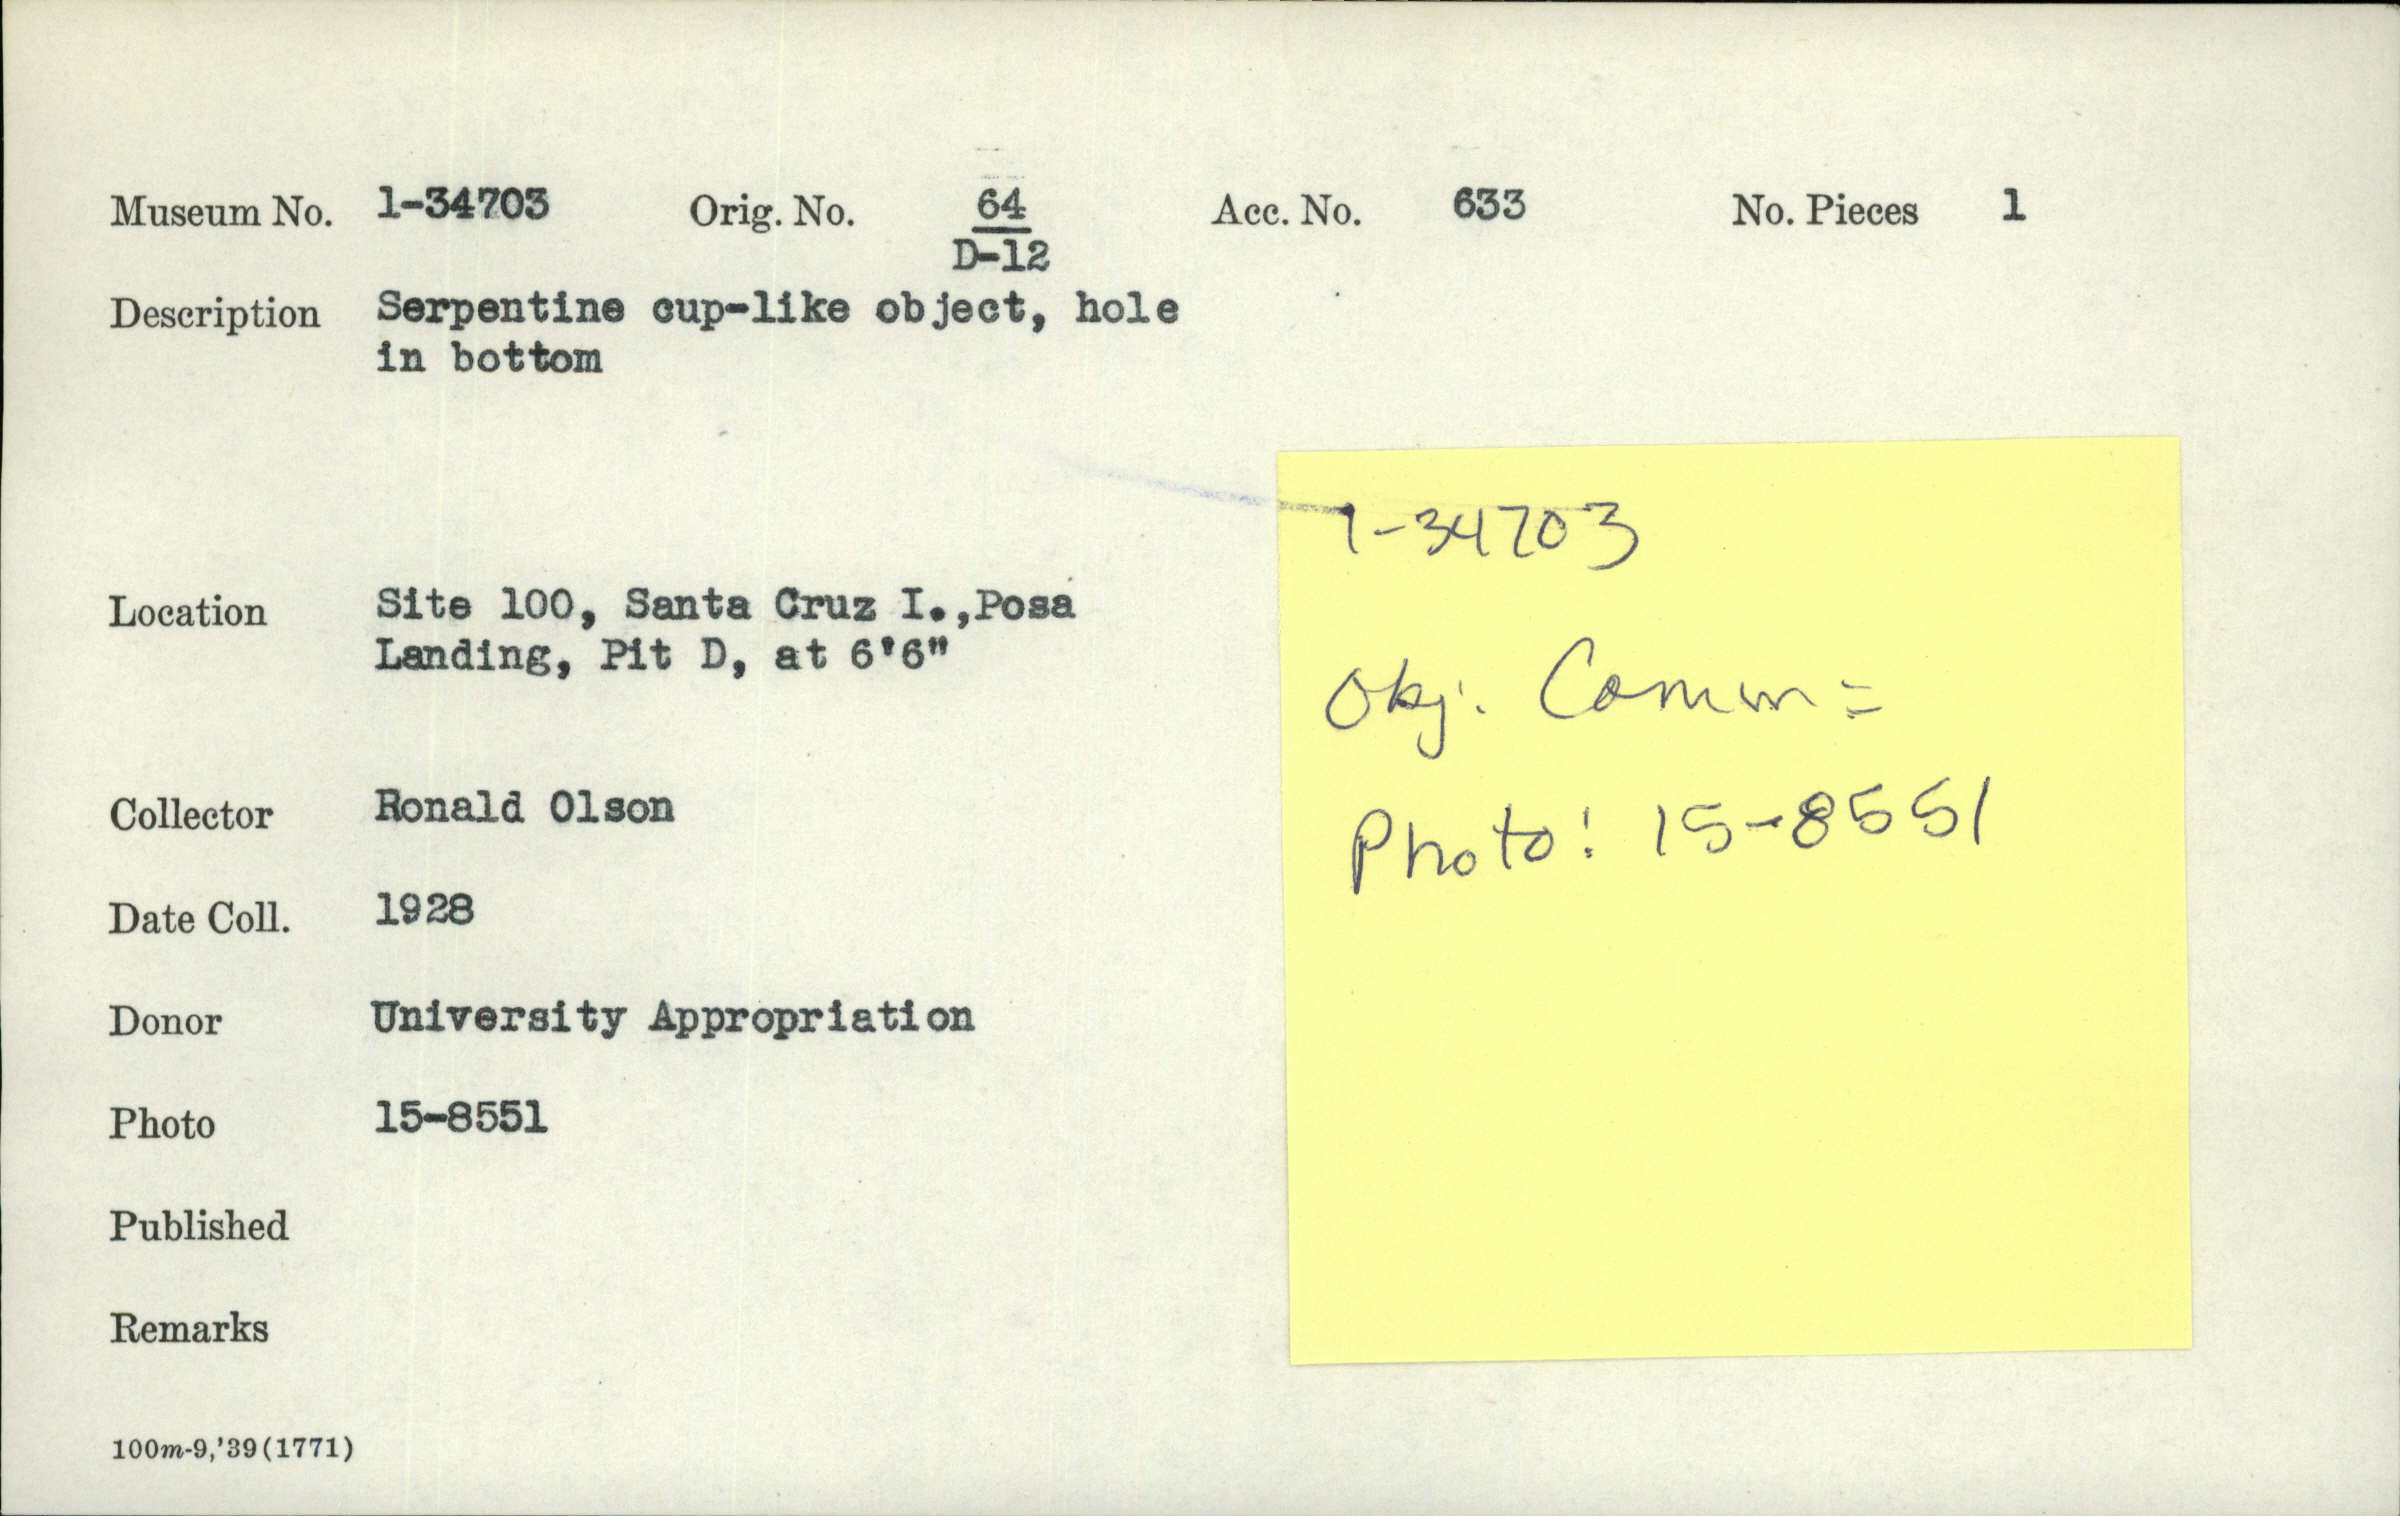 Museum No. 1-34703 Orig. No. 64 Acc. No. 633 No. Pieces 1
D-12
Description Serpentine cup-like object, hole
in bottom
Location Site 100, Santa Cruz I.,Posa
Landing, Pit D, at 6'6"
Collector Ronald Olson
Date Coll. 1928
Donor University Appropriation
Photo 15-8551
Published
Remarks
100m-9,'39(1771)
1-34703
Obj. Comm =
Photo: 15-8551